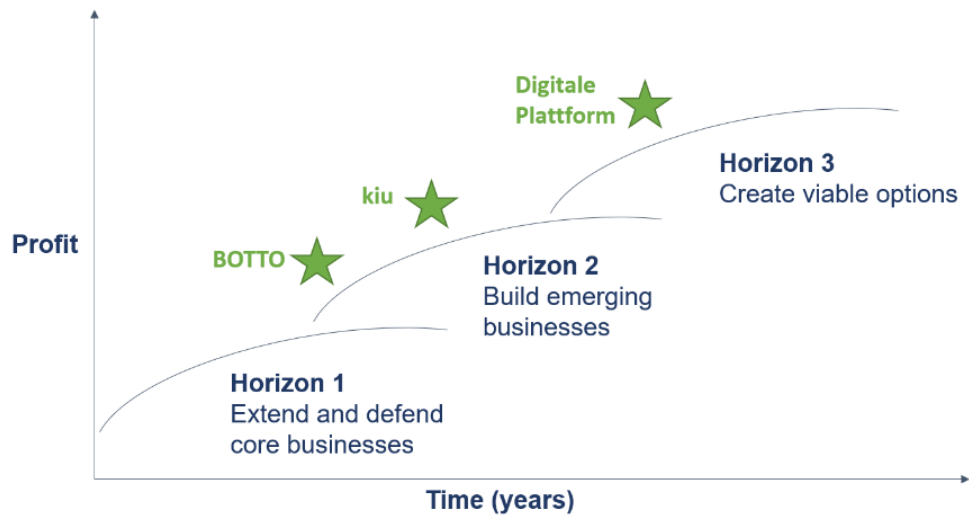 Digitale
Plattform
Horizon 3
Create viable options
kiu
Profit
BOTTO
Horizon 2
Build emerging
businesses
Horizon 1
Extend and defend
core businesses
Time (years)